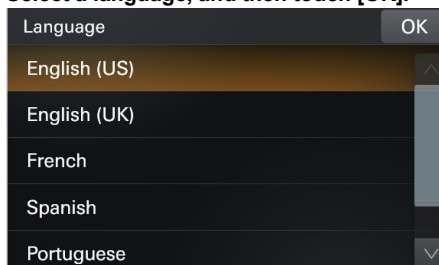 Select a language, and then touch [OK].
Language OK
English (US)
English (UK)
French
Spanish
Portuguese